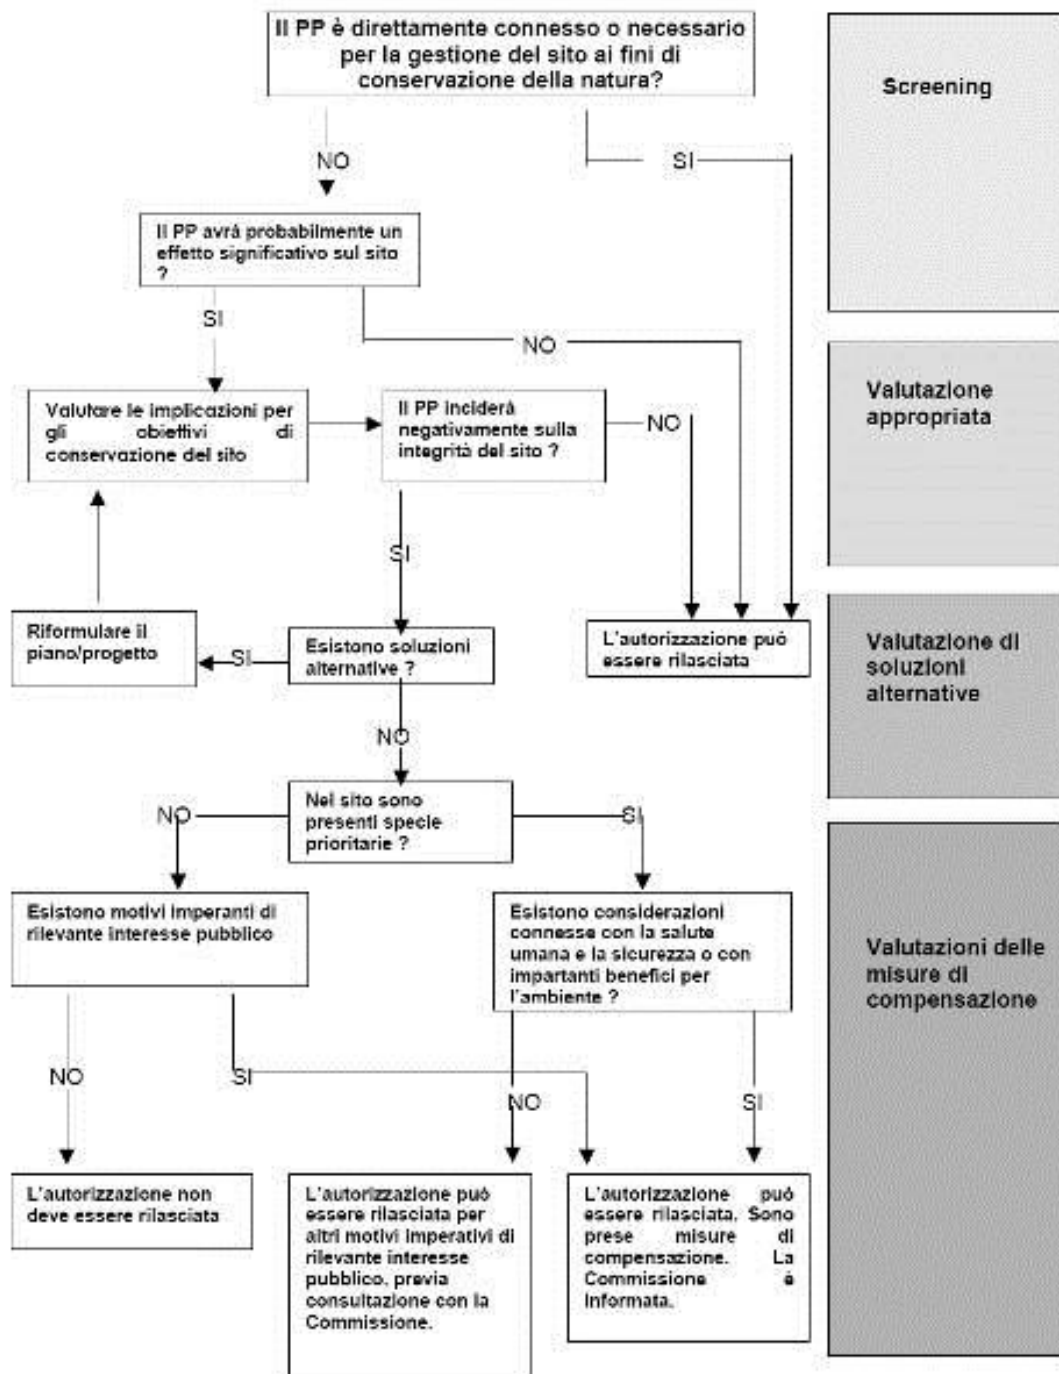 Il PP è direttamente connesso o necessario
per la gestione del sito ai fini di
conservazione della natura?
Screening
NO
SI
Il PP avrà probabilmente un
effetto significativo sul sito
?
SI
NO
Valutazione
appropriata
Valutare le implicazioni per
gli obiettivi di
conservazione del sito
Il PP inciderà
negativamente sulla
integrità del sito ?
NO
SI
Riformulare il
piano/progetto
SI
Esistono soluzioni
alternative ?
L'autorizzazione può
essere rilasciata
Valutazione di
soluzioni
alternative
NO
Nel sito sono
presenti specie
prioritarie ?
NO
SI
Esistono motivi imperanti di
rilevante interesse pubblico
Esistono considerazioni
connesse con la salute
umana e la sicurezza o con
impartanti benefici per
l'ambiente ?
Valutazioni delle
misure di
compensazione
NO
SI
NO
SI
L'autorizzazione non
deve essere rilasciata
L'autorizzazione può
essere rilasciata per
altri motivi imperativi di
rilevante interesse
pubblico, previa
consultazione con la
Commissione.
L'autorizzazione può
essere rilasciata. Sono
prese misure di
compensazione. La
Commissione è
informata.